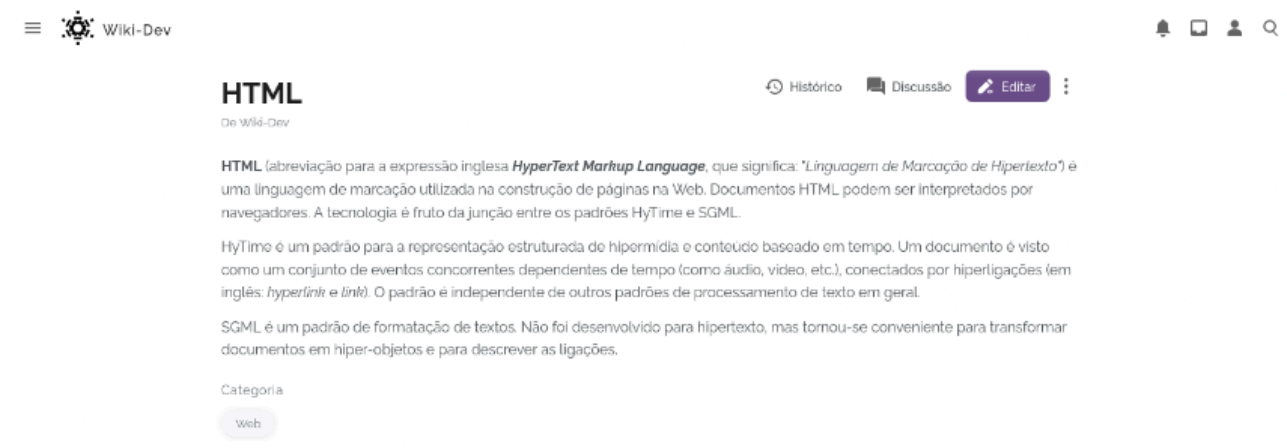 Wiki-Dev
HTML
Histórico
Discussão
Editar
De Wiki-Dev
HTML (abreviação para a expressão inglesa HyperText Markup Language, que significa: "Linguagem de Marcação de Hipertexto") é
uma linguagem de marcação utilizada na construção de páginas na Web. Documentos HTML podem ser interpretados por
navegadores. A tecnologia é fruto da junção entre os padrões HyTime e SGML.
HyTime é um padrão para a representação estruturada de hipermídia e conteúdo baseado em tempo. Um documento é visto
como um conjunto de eventos concorrentes dependentes de tempo (como áudio, vídeo, etc.), conectados por hiperligações (em
inglês: hyperlink e link). O padrão é independente de outros padrões de processamento de texto em geral.
SGML é um padrão de formatação de textos. Não foi desenvolvido para hipertexto, mas tornou-se conveniente para transformar
documentos em hiper-objetos e para descrever as ligações.
Categoria
Web